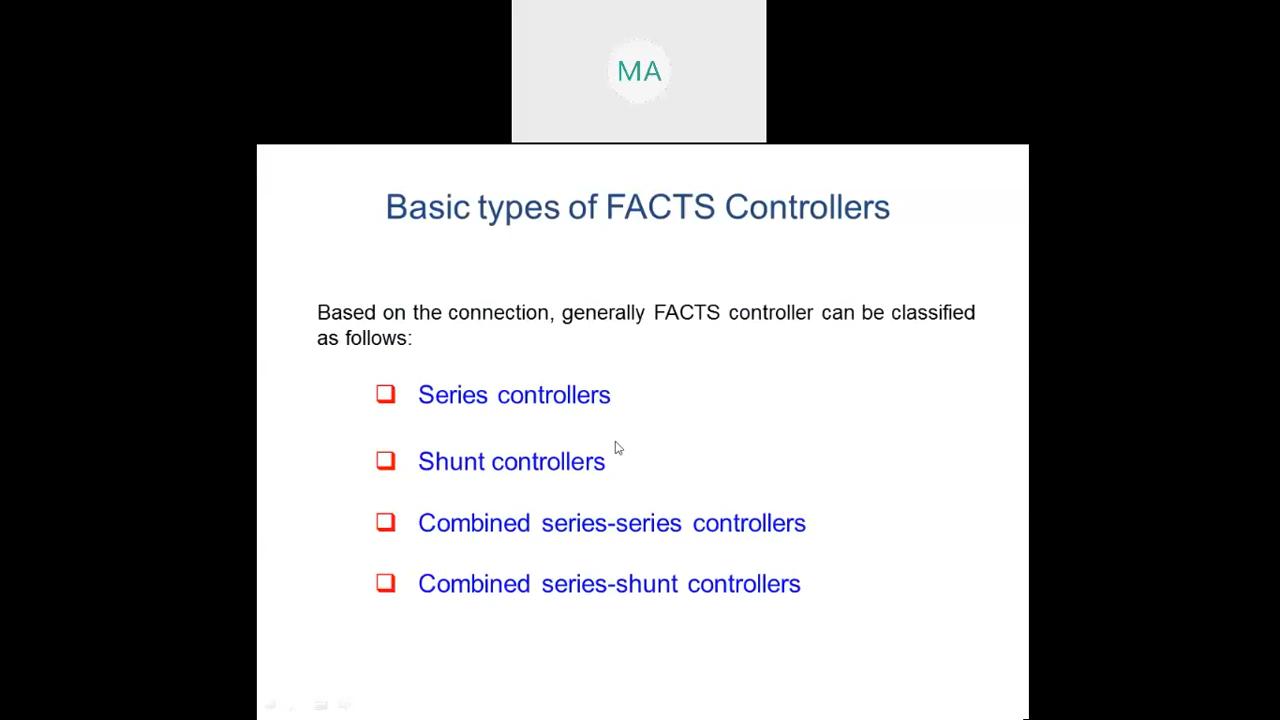 MA
Basic types of FACTS Controllers
Based on the connection, generally FACTS controller can be classified
as follows:
Series controllers
Shunt controllers
Combined series-series controllers
Combined series-shunt controllers